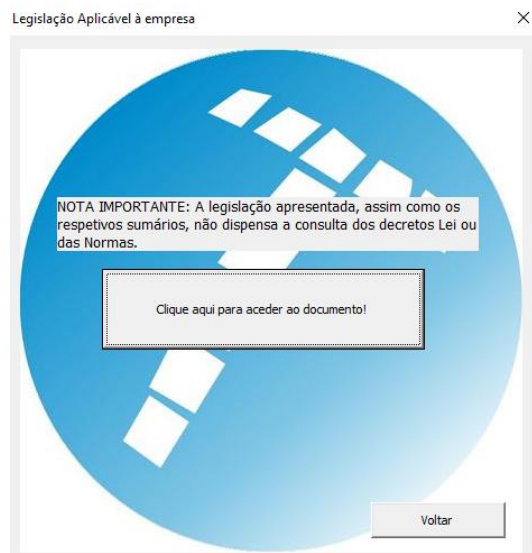 Legislação Aplicável à empresa
NOTA IMPORTANTE: A legislação apresentada, assim como os
respetivos sumários, não dispensa a consulta dos decretos Lei ou
das Normas.
Clique aqui para aceder ao documento!
Voltar